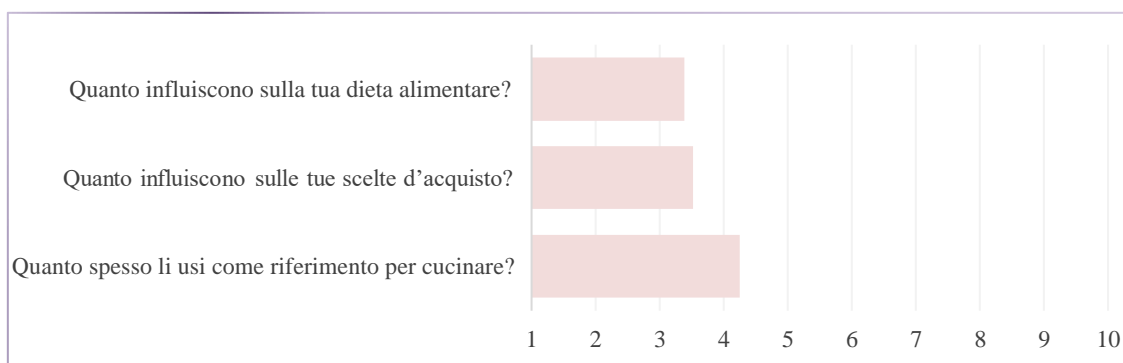 Quanto influiscono sulla tua dieta alimentare?
Quanto influiscono sulle tue scelte d’acquisto?
Quanto spesso li usi come riferimento per cucinare?
1 2 3 4 5 6 7 8 9 10